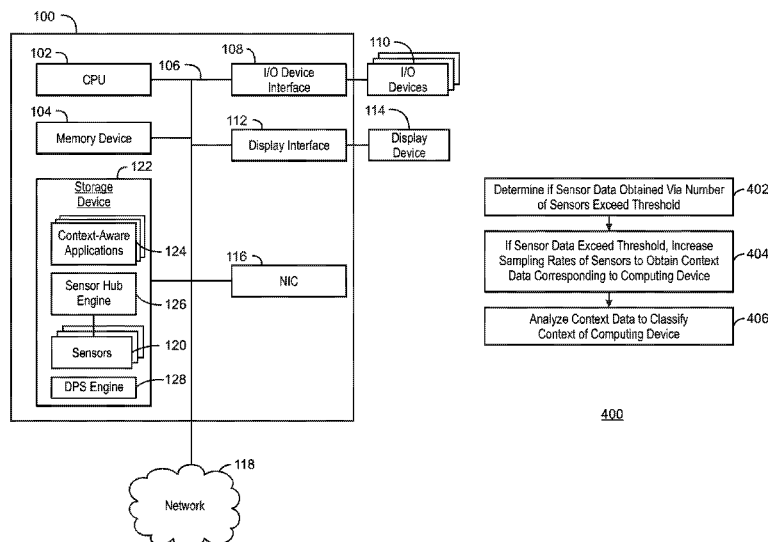 100
102
CPU
106
108
I/O Device
Interface
110
I/O
Devices
104
Memory Device
112
Display Interface
114
Display
Device
122
Storage
Device
Context-Aware
Applications
124
Sensor Hub
Engine
126
Sensors
120
DPS Engine
128
116
NIC
118
Network
Determine if Sensor Data Obtained Via Number
of Sensors Exceed Threshold
402
If Sensor Data Exceed Threshold, Increase
Sampling Rates of Sensors to Obtain Context
Data Corresponding to Computing Device
404
Analyze Context Data to Classify
Context of Computing Device
406
400